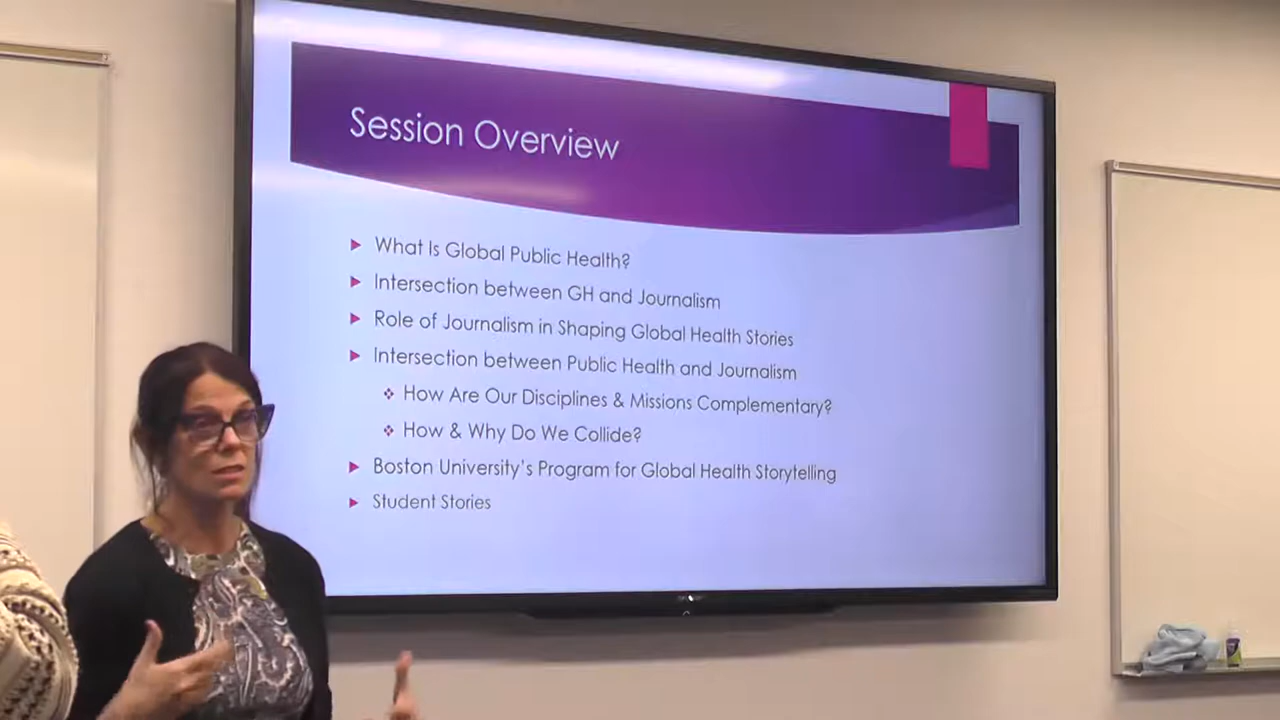 Session Overview
What Is Global Public Health?
Intersection between GH and Journalism
Role of Journalism in Shaping Global Health Stories
Intersection between Public Health and Journalism
How Are Our Disciplines & Missions Complementary?
How & Why Do We Collide?
Boston University's Program for Global Health Storytelling
Student Stories